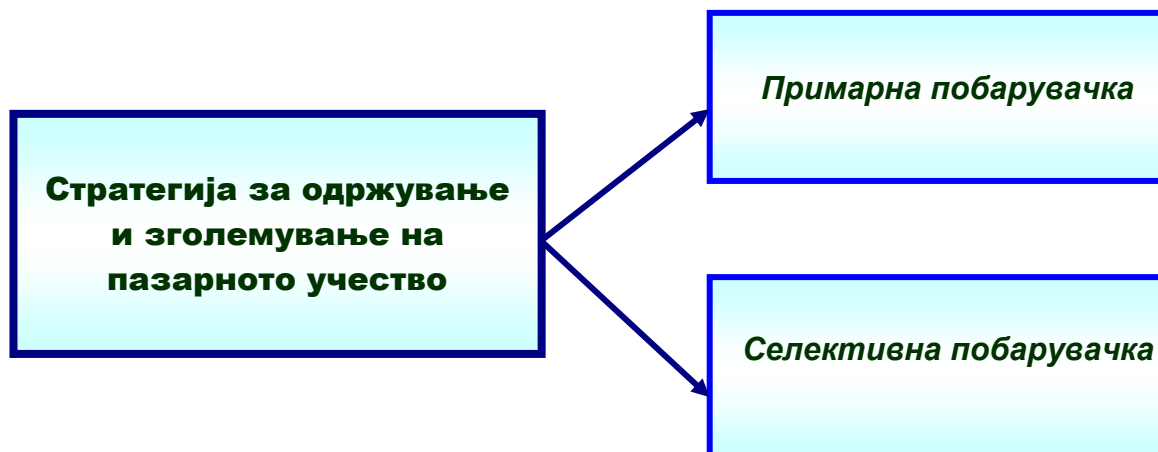 Стратегија за одржување
и зголемување на
пазарното учество
Примарна побарувачка
Селективна побарувачка